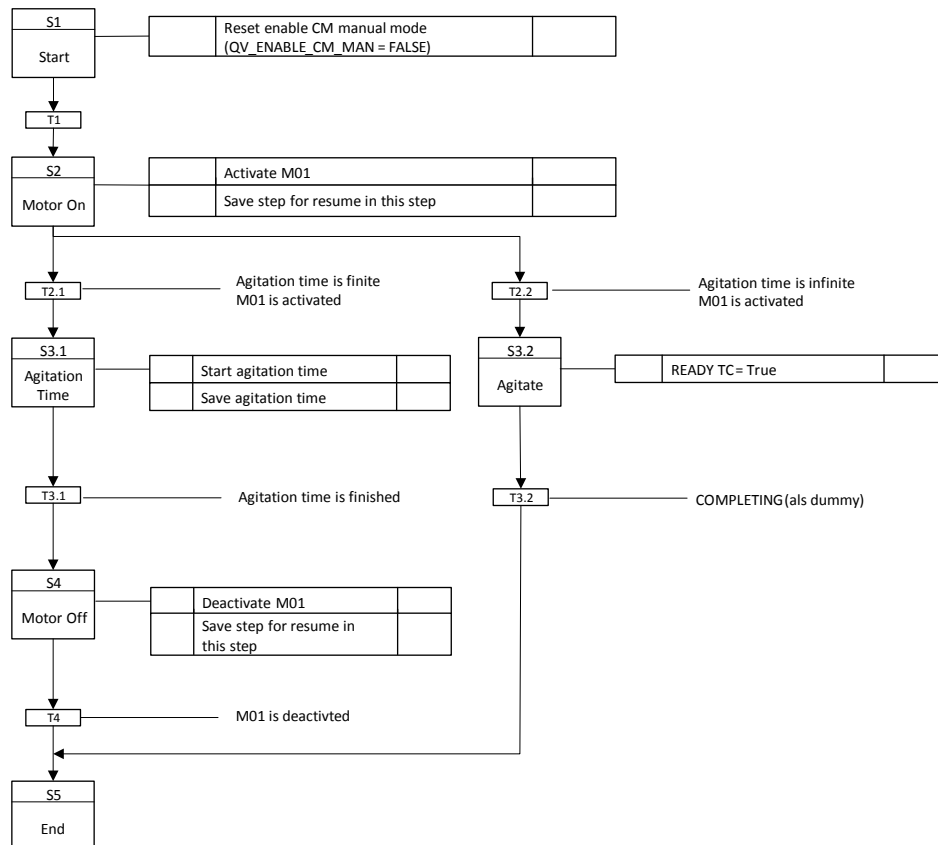 S1
Start
Reset enable CM manual mode
(QV_ENABLE_CM_MAN = FALSE)
T1
S2
Motor On
Activate M01
Save step for resume in this step
T2.1
Agitation time is finite
M01 is activated
T2.2
Agitation time is infinite
M01 is activated
S3.1
Agitation
Time
Start agitation time
Save agitation time
S3.2
Agitate
READY TC = True
T3.1
Agitation time is finished
T3.2
COMPLETING (als dummy)
S4
Motor Off
Deactivate M01
Save step for resume in
this step
T4
M01 is deactivted
S5
End